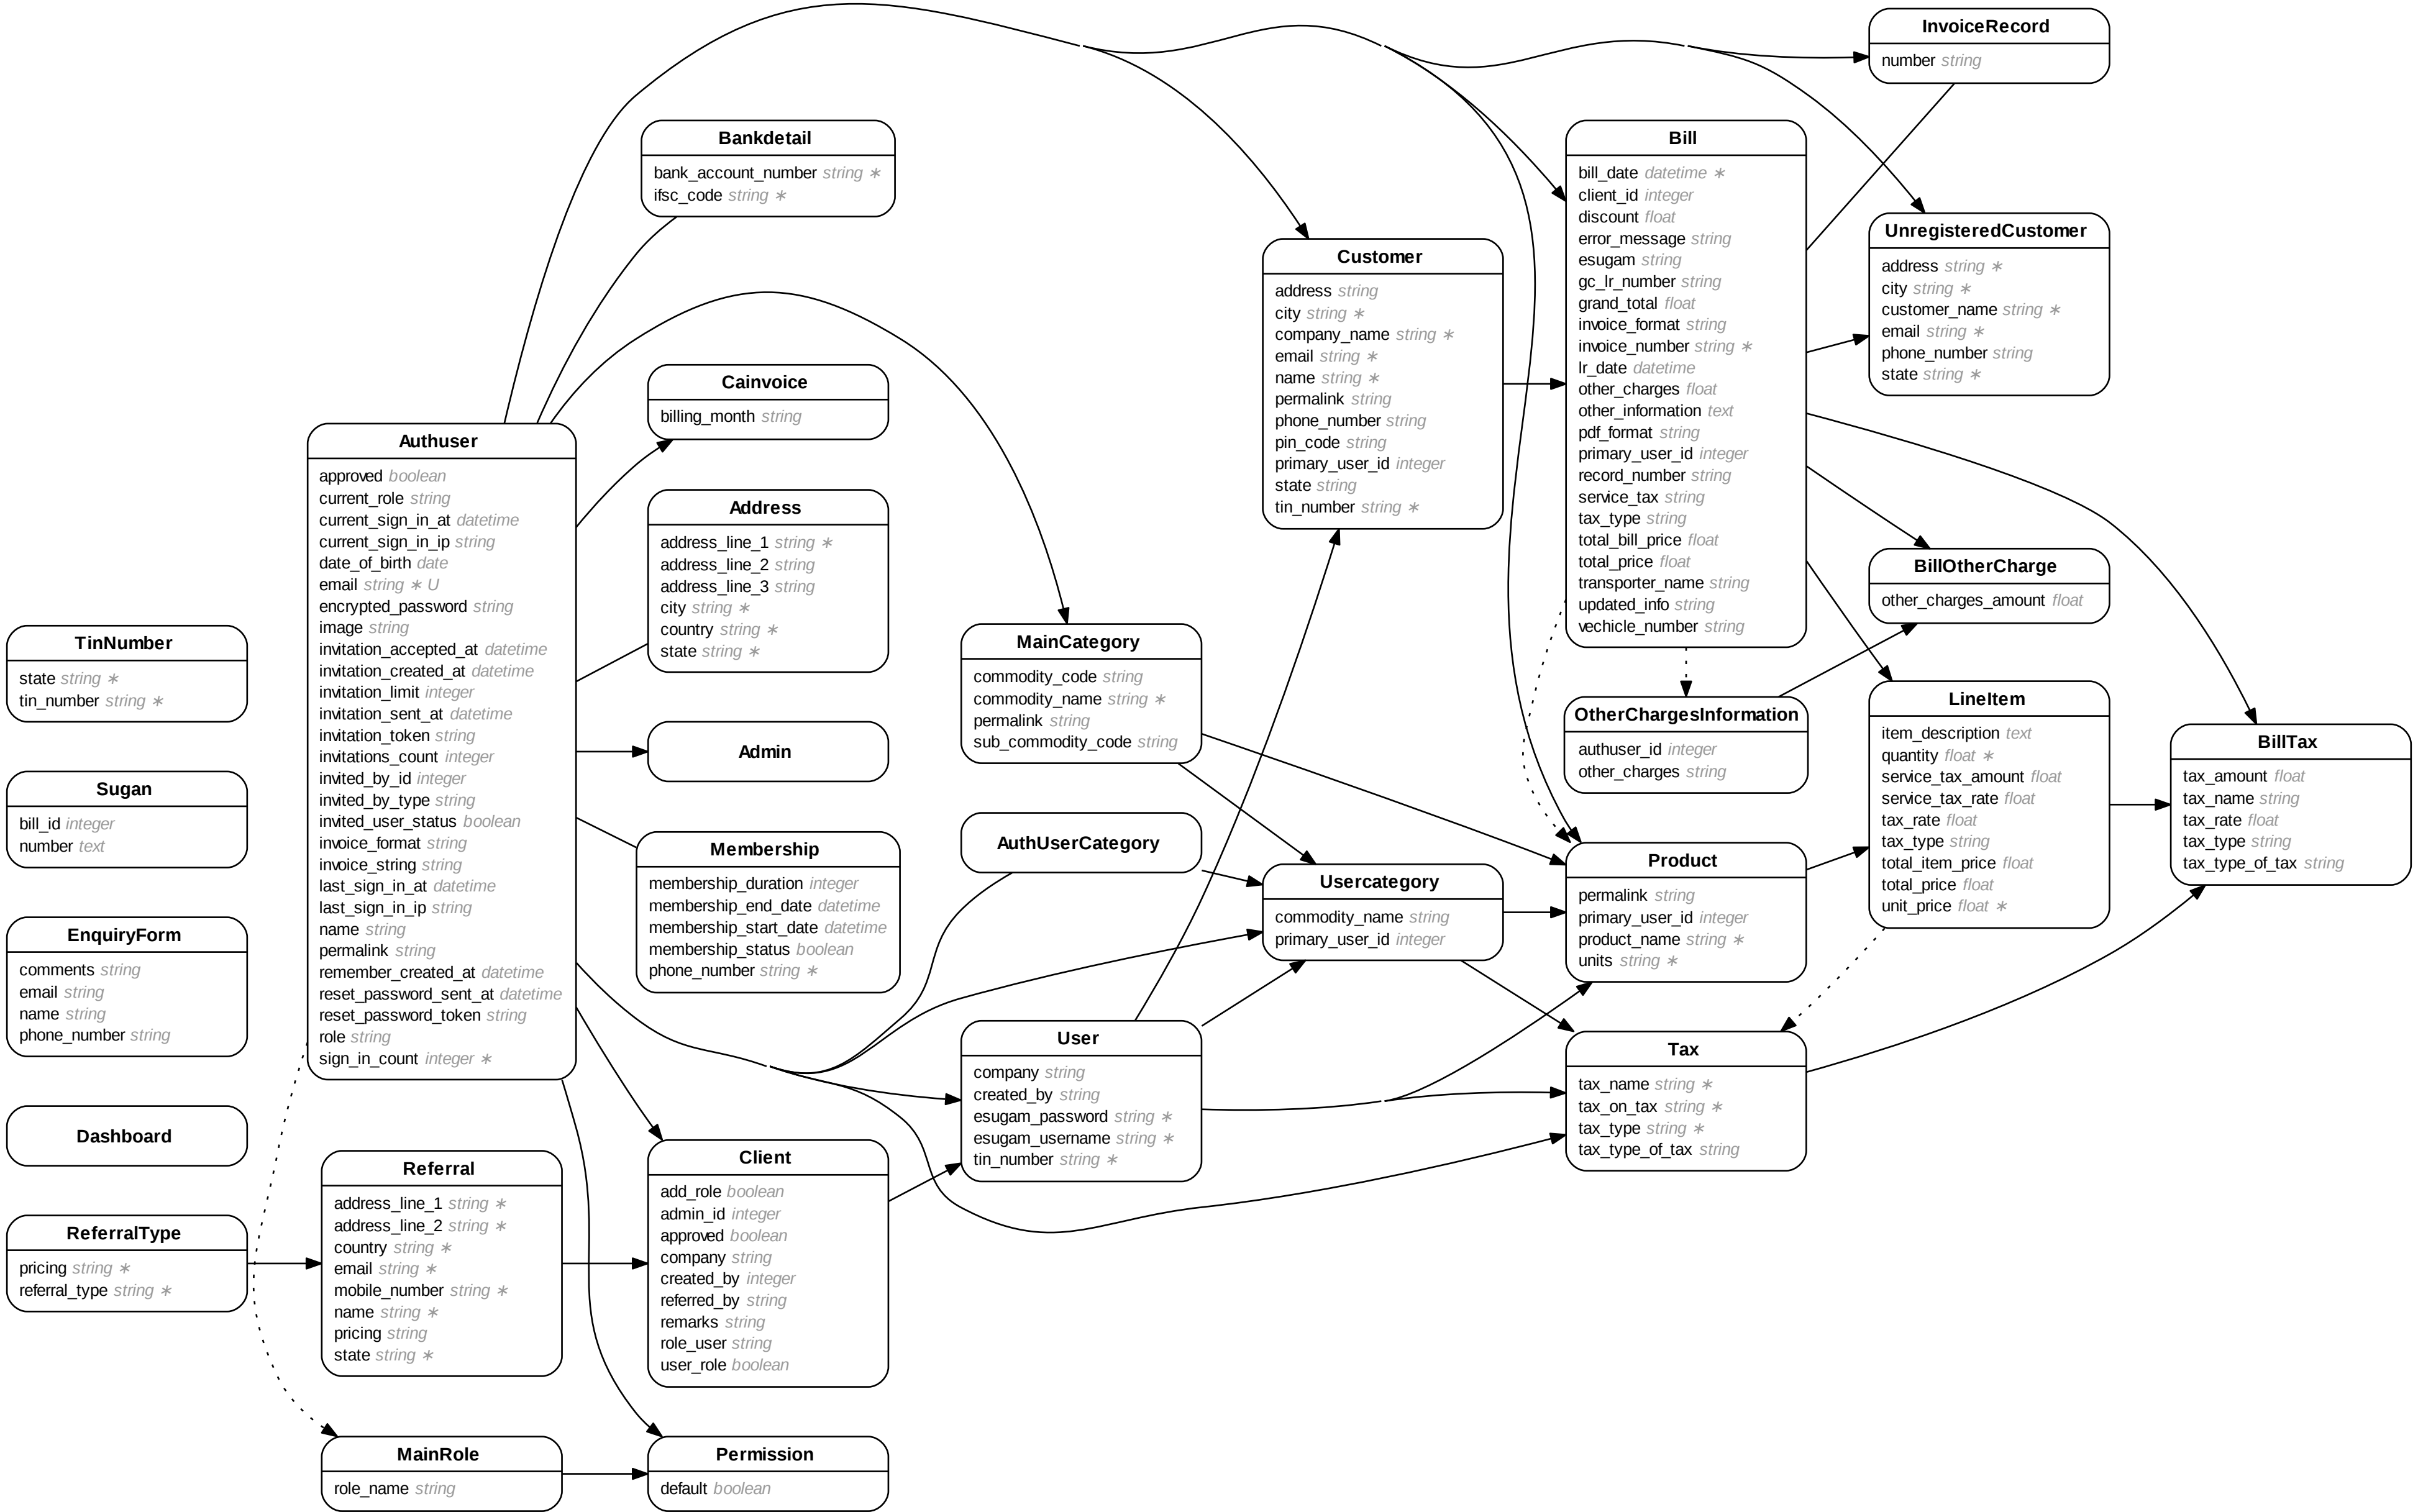 InvoiceRecord
number string
Bankdetail
bank_account_number string ∗
ifsc_code string ∗
Bill
bill_date datetime ∗
client_id integer
discount float
error_message string
esugam string
gc_lr_number string
grand_total float
invoice_format string
invoice_number string ∗
lr_date datetime
other_charges float
other_information text
pdf_format string
primary_user_id integer
record_number string
service_tax string
tax_type string
total_bill_price float
total_price float
transporter_name string
updated_info string
vechicle_number string
UnregisteredCustomer
address string ∗
city string ∗
customer_name string ∗
email string ∗
phone_number string
state string ∗
Customer
address string
city string ∗
company_name string ∗
email string ∗
name string ∗
permalink string
phone_number string
pin_code string
primary_user_id integer
state string
tin_number string ∗
Cainvoice
billing_month string
Authuser
approved boolean
current_role string
current_sign_in_at datetime
current_sign_in_ip string
date_of_birth date
email string ∗ U
encrypted_password string
image string
invitation_accepted_at datetime
invitation_created_at datetime
invitation_limit integer
invitation_sent_at datetime
invitation_token string
invitations_count integer
invited_by_id integer
invited_by_type string
invited_user_status boolean
invoice_format string
invoice_string string
last_sign_in_at datetime
last_sign_in_ip string
name string
permalink string
remember_created_at datetime
reset_password_sent_at datetime
reset_password_token string
role string
sign_in_count integer ∗
Address
address_line_1 string ∗
address_line_2 string
address_line_3 string
city string ∗
country string ∗
state string ∗
BillOtherCharge
other_charges_amount float
TinNumber
state string ∗
tin_number string ∗
MainCategory
commodity_code string
commodity_name string ∗
permalink string
sub_commodity_code string
OtherChargesInformation
authuser_id integer
other_charges string
LineItem
item_description text
quantity float ∗
service_tax_amount float
service_tax_rate float
tax_rate float
tax_type string
total_item_price float
total_price float
unit_price float ∗
BillTax
tax_amount float
tax_name string
tax_rate float
tax_type string
tax_type_of_tax string
Admin
Sugan
bill_id integer
number text
Membership
membership_duration integer
membership_end_date datetime
membership_start_date datetime
membership_status boolean
phone_number string ∗
AuthUserCategory
Usercategory
commodity_name string
primary_user_id integer
Product
permalink string
primary_user_id integer
product_name string ∗
units string ∗
EnquiryForm
comments string
email string
name string
phone_number string
User
company string
created_by string
esugam_password string ∗
esugam_username string ∗
tin_number string ∗
Tax
tax_name string ∗
tax_on_tax string ∗
tax_type string ∗
tax_type_of_tax string
Dashboard
Referral
address_line_1 string ∗
address_line_2 string ∗
country string ∗
email string ∗
mobile_number string ∗
name string ∗
pricing string
state string ∗
Client
add_role boolean
admin_id integer
approved boolean
company string
created_by integer
referred_by string
remarks string
role_user string
user_role boolean
ReferralType
pricing string ∗
referral_type string ∗
MainRole
role_name string
Permission
default boolean